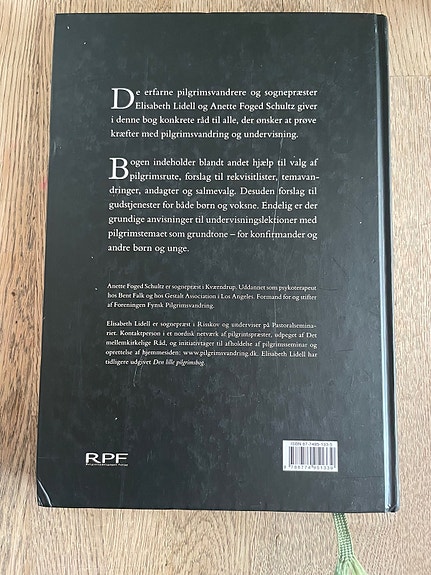 De erfarne pilgrimsvandrere og sognepræster
Elisabeth Lidell og Anette Foged Schultz giver
i denne bog konkrete råd til alle, der ønsker at prøve
kræfter med pilgrimsvandring og undervisning.
Bogen indeholder blandt andet hjælp til valg af
pilgrimsrute, forslag til rekvisitlister, temavan-
dringer, andagter og salmevalg. Desuden forslag til
gudstjenester for både børn og voksne. Endelig er der
grundige anvisninger til undervisningslektioner med
pilgrimstemaet som grundtone – for konfirmander og
andre børn og unge.
Anette Foged Schultz er sognepræst i Kværndrup. Uddannet som psykoterapeut
hos Bent Falk og hos Gestalt Association i Los Angeles. Formand for og stifter
af Foreningen Fynsk Pilgrimsvandring.
Elisabeth Lidell er sognepræst i Risskov og underviser på Pastoralsemina-
riet. Kontaktperson i et nordisk netværk af pilgrimspræster, udpeget af Det
mellemkirkelige Råd, og initiativtager til afholdelse af pilgrimsseminar og
oprettelse af hjemmesiden: www.pilgrimsvandring.dk. Elisabeth Lidell har
tidligere udgivet Den lille pilgrimsbog.
RPF